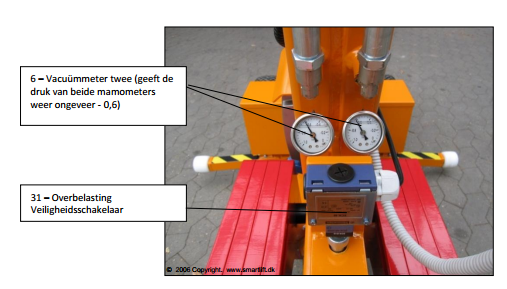 6 – Vacuümmeter twee (geeft de
druk van beide mamometers
weer ongeveer - 0,6)
31 – Overbelasting
Veiligheidsschakelaar
© 2006 Copyright. www.smartlift.dk